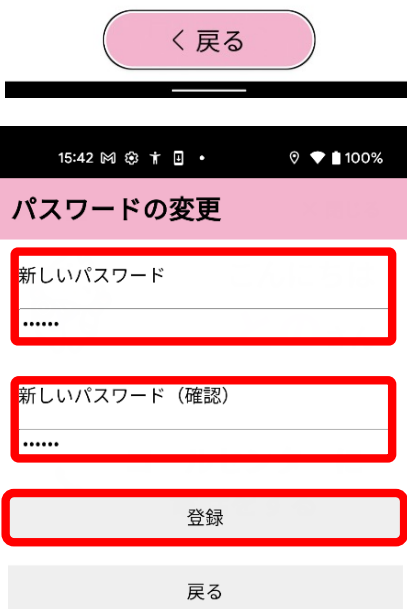 < 戻る
15:42 100%
パスワードの変更
新しいパスワード
••••••
新しいパスワード（確認）
••••••
登録
戻る